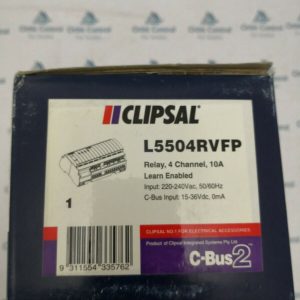 CLIPSAL
L5504RVFP
Relay, 4 Channel, 10A
Learn Enabled
Input: 220-240Vac, 50/60Hz
C-Bus Input: 15-36Vdc, 0mA
1
CLIPSAL NO.1 FOR ELECTRICAL ACCESSORIES
Product of Clipsal Integrated Systems Pty Ltd
C-Bus2
9 311554 335762